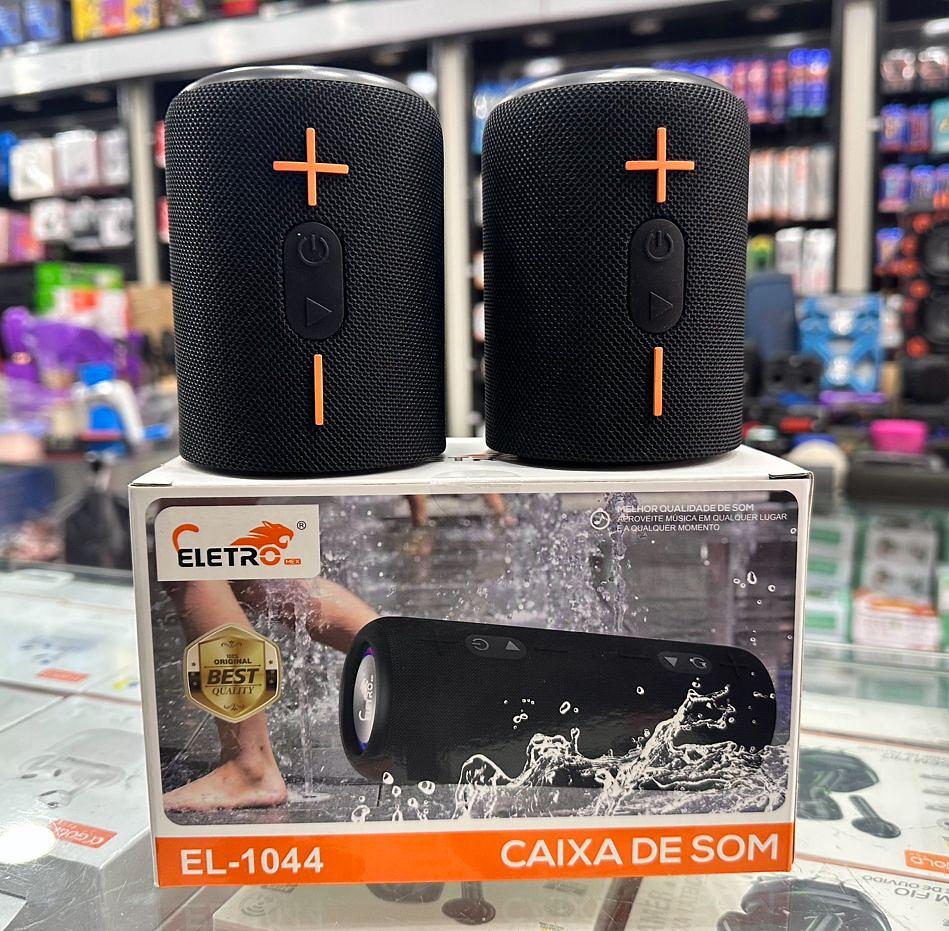 MELHOR QUALIDADE DE SOM
APROVEITE MÚSICA EM QUALQUER LUGAR
E A QUALQUER MOMENTO
ELETRO ®
MEX
100%
ORIGINAL
BEST
QUALITY
ELETRO
EL-1044
CAIXA DE SOM